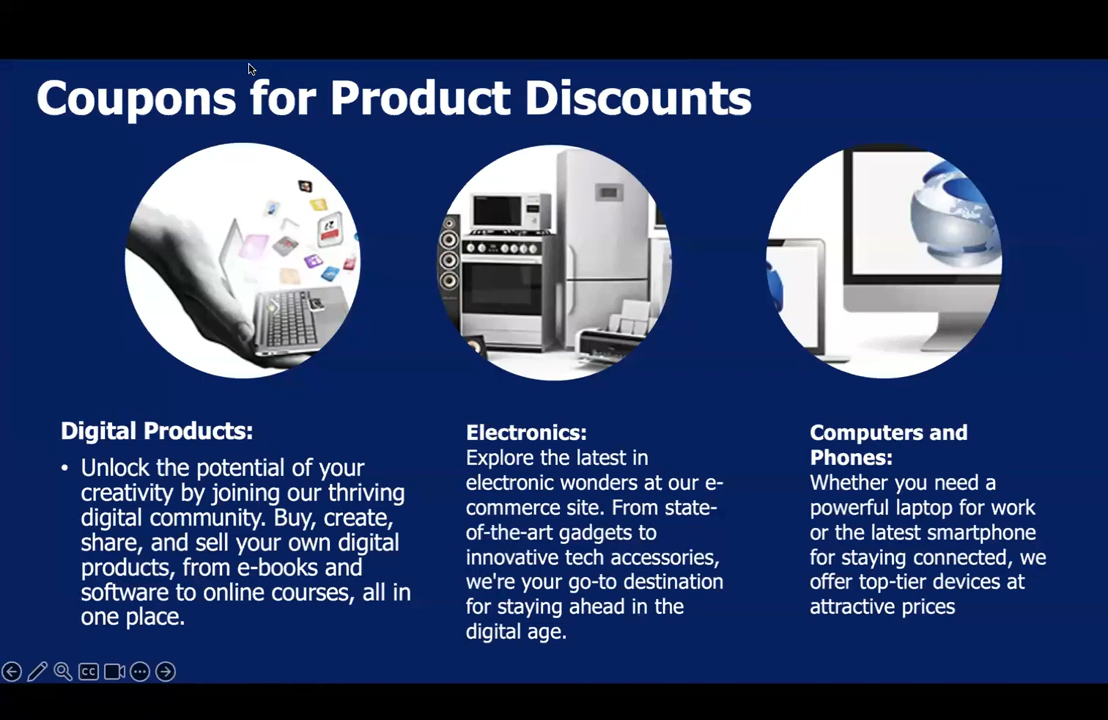 Coupons for Product Discounts
Digital Products:
• Unlock the potential of your
creativity by joining our thriving
digital community. Buy, create,
share, and sell your own digital
products, from e-books and
software to online courses, all in
one place.
Electronics:
Explore the latest in
electronic wonders at our e-
commerce site. From state-
of-the-art gadgets to
innovative tech accessories,
we're your go-to destination
for staying ahead in the
digital age.
Computers and
Phones:
Whether you need a
powerful laptop for work
or the latest smartphone
for staying connected, we
offer top-tier devices at
attractive prices
CC